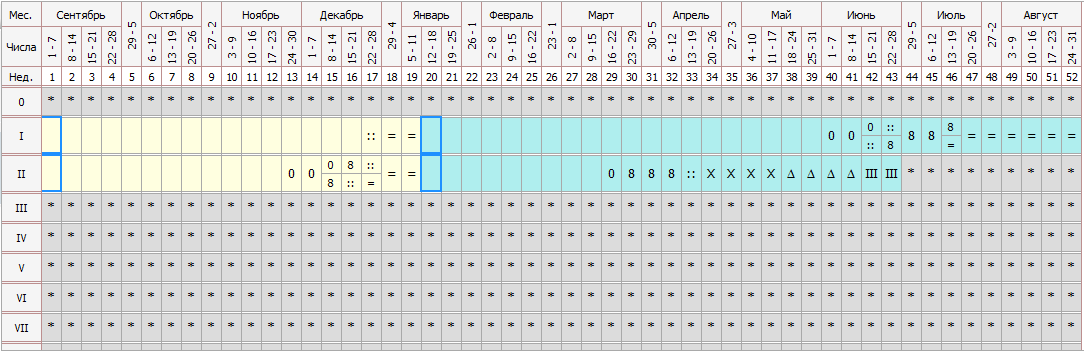 Мес. Сентябрь 29 - 5 Октябрь 27 - 2 Ноябрь Декабрь 29 - 4 Январь 26 - 1 Февраль 23 - 1 Март 30 - 5 Апрель 27 - 3 Май Июнь 29 - 5 Июль 27 - 2 Август
Числа 1 - 7 8 - 14 15 - 21 22 - 28 6 - 12 13 - 19 20 - 26 3 - 9 10 - 16 17 - 23 24 - 30 1 - 7 8 - 14 15 - 21 22 - 28 5 - 11 12 - 18 19 - 25 2 - 8 9 - 15 16 - 22 2 - 8 9 - 15 16 - 22 23 - 29 6 - 12 13 - 19 20 - 26 4 - 10 11 - 17 18 - 24 25 - 31 1 - 7 8 - 14 15 - 21 22 - 28 6 - 12 13 - 19 20 - 26 3 - 9 10 - 16 17 - 23 24 - 31
Нед. 1 2 3 4 5 6 7 8 9 10 11 12 13 14 15 16 17 18 19 20 21 22 23 24 25 26 27 28 29 30 31 32 33 34 35 36 37 38 39 40 41 42 43 44 45 46 47 48 49 50 51 52
0 * * * * * * * * * * * * * * * * * * * * * * * * * * * * * * * * * * * * * * * * * * * * * * * * * * * *
I :: = = 0 0 0 :: :: 8 8 8 8 = = = = = = =
II 0 0 0 8 8 :: :: = = = 0 8 8 8 :: X X X X Δ Δ Δ Δ III III * * * * * * * * *
III * * * * * * * * * * * * * * * * * * * * * * * * * * * * * * * * * * * * * * * * * * * * * * * * * * * *
IV * * * * * * * * * * * * * * * * * * * * * * * * * * * * * * * * * * * * * * * * * * * * * * * * * * * *
V * * * * * * * * * * * * * * * * * * * * * * * * * * * * * * * * * * * * * * * * * * * * * * * * * * * *
VI * * * * * * * * * * * * * * * * * * * * * * * * * * * * * * * * * * * * * * * * * * * * * * * * * * * *
VII * * * * * * * * * * * * * * * * * * * * * * * * * * * * * * * * * * * * * * * * * * * * * * * * * * * *